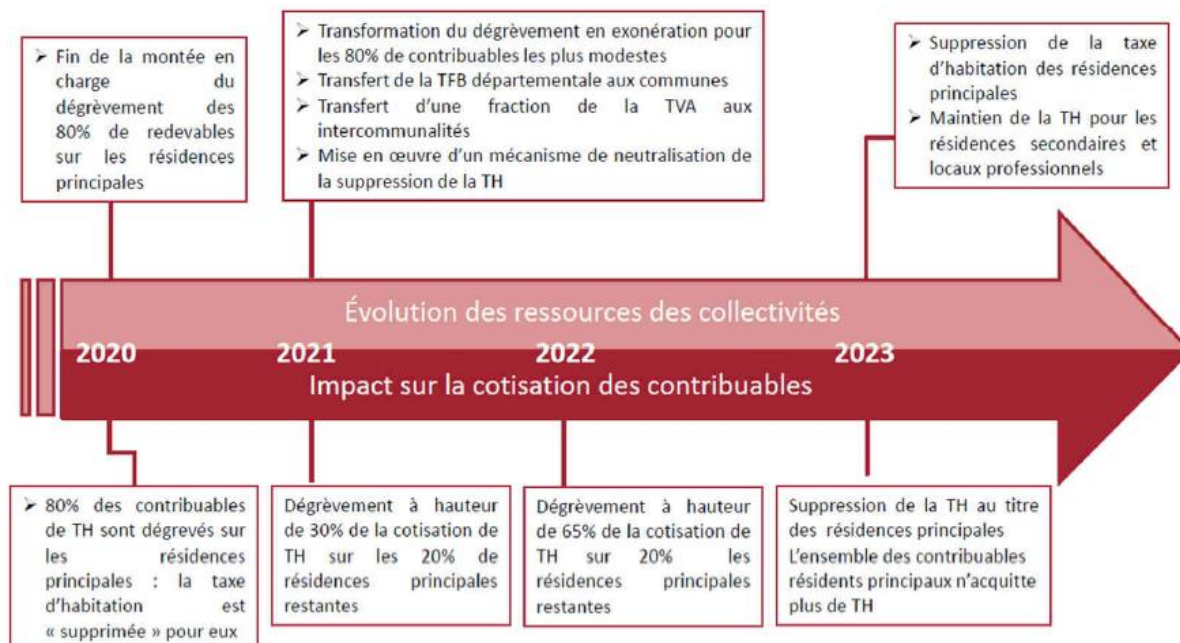 ➢ Fin de la montée en
charge du
dégrèvement des
80% de redevables
sur les résidences
principales
➢ Transformation du dégrèvement en exonération pour
les 80% de contribuables les plus modestes
➢ Transfert de la TFB départementale aux communes
➢ Transfert d'une fraction de la TVA aux
intercommunalités
➢ Mise en œuvre d'un mécanisme de neutralisation de
la suppression de la TH
➢ Suppression de la taxe
d'habitation des résidences
principales
➢ Maintien de la TH pour les
résidences secondaires et
locaux professionnels
Évolution des ressources des collectivités
2020 2021 2022 2023
Impact sur la cotisation des contribuables
➢ 80% des contribuables
de TH sont dégrevés sur
les résidences
principales : la taxe
d'habitation est
« supprimée » pour eux
Dégrèvement à hauteur
de 30% de la cotisation de
TH sur les 20% de
résidences principales
restantes
Dégrèvement à hauteur
de 65% de la cotisation de
TH sur 20% les
résidences principales
restantes
Suppression de la TH au titre
des résidences principales
L'ensemble des contribuables
résidents principaux n'acquitte
plus de TH